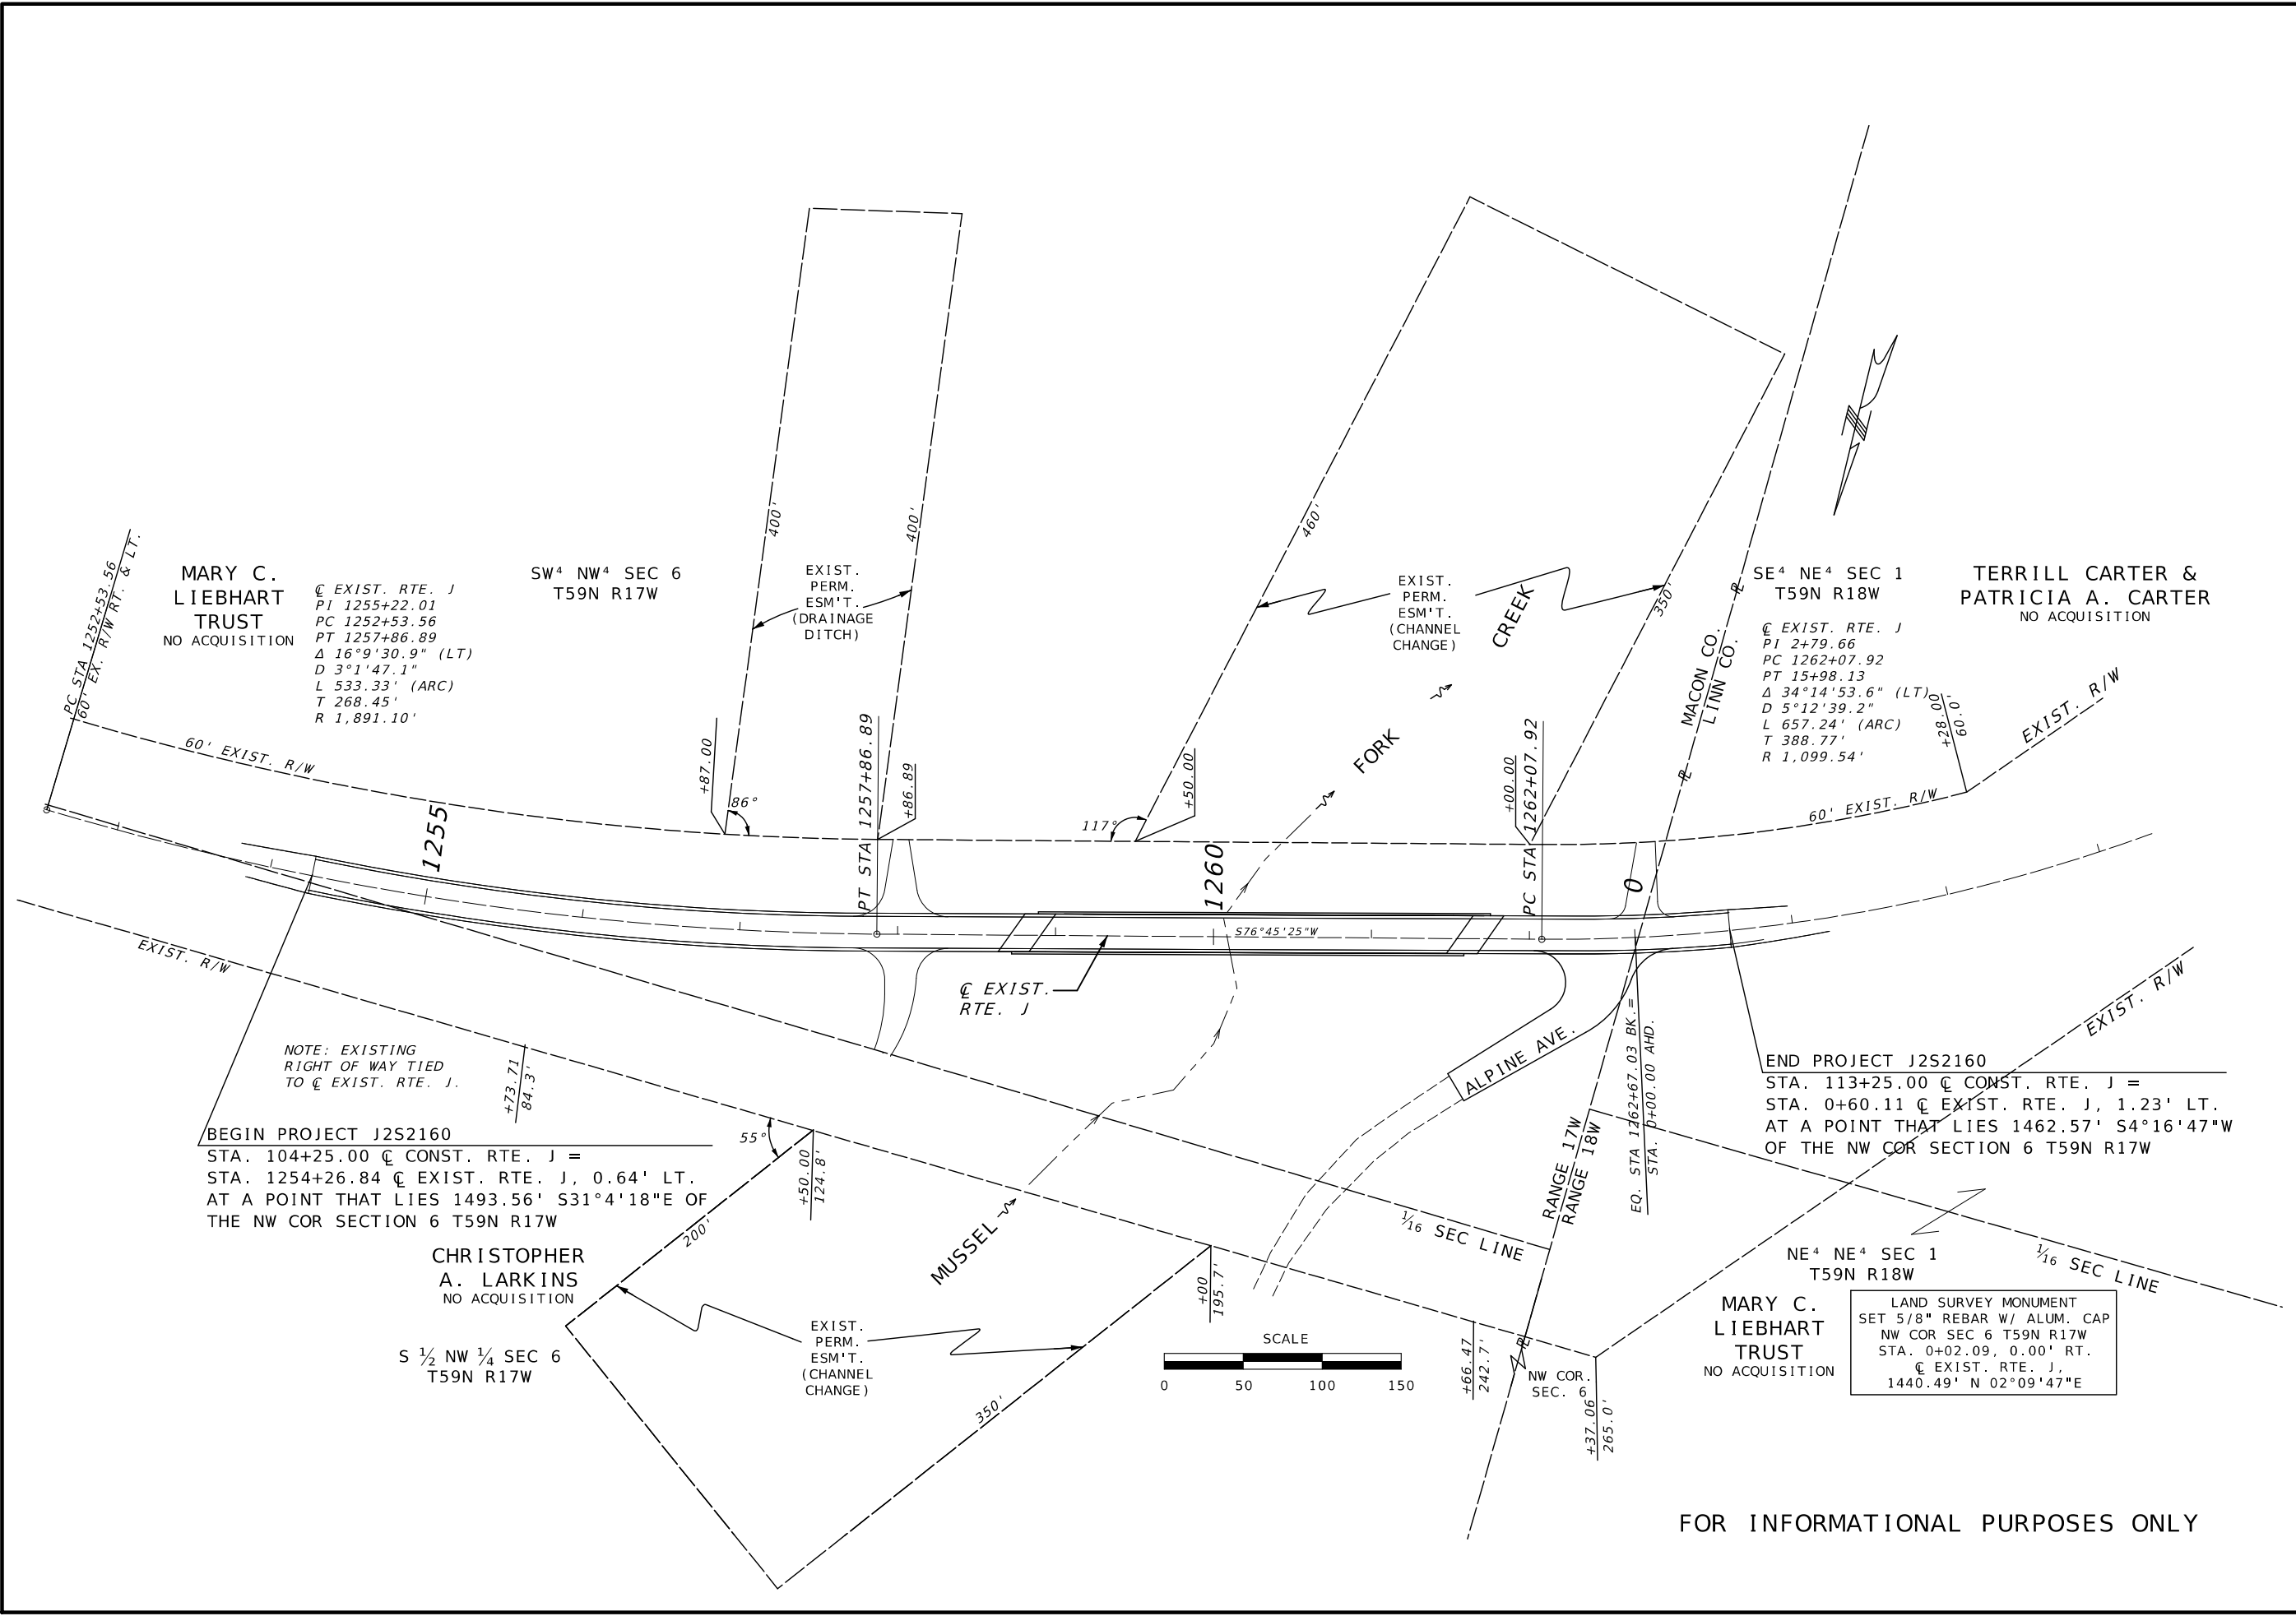 PC STA 1252+53.56
60' EX. R/W RT. & LT.
MARY C.
LIEBHART
TRUST
NO ACQUISITION
℄ EXIST. RTE. J
PI 1255+22.01
PC 1252+53.56
PT 1257+86.89
Δ 16°9'30.9" (LT)
D 3°1'47.1"
L 533.33' (ARC)
T 268.45'
R 1,891.10'
SW⁴ NW⁴ SEC 6
T59N R17W
400'
400'
EXIST.
PERM.
ESM'T.
(DRAINAGE
DITCH)
460'
EXIST.
PERM.
ESM'T.
(CHANNEL
CHANGE)
350'
CREEK
FORK
MUSSEL
SE⁴ NE⁴ SEC 1
T59N R18W
TERRILL CARTER &
PATRICIA A. CARTER
NO ACQUISITION
℄ EXIST. RTE. J
PI 2+79.66
PC 1262+07.92
PT 15+98.13
Δ 34°14'53.6" (LT)
D 5°12'39.2"
L 657.24' (ARC)
T 388.77'
R 1,099.54'
MACON CO.
LINN CO.
℄ 
+28.00
60.0'
EXIST. R/W
60' EXIST. R/W
60' EXIST. R/W
+87.00
86°
PT STA 1257+86.89
+86.89
117°
+50.00
+00.00
PC STA 1262+07.92
1255
1260
0
S76°45'25"W
℄ EXIST.
RTE. J
EXIST. R/W
NOTE: EXISTING
RIGHT OF WAY TIED
TO ℄ EXIST. RTE. J.
+73.71
84.3'
55°
+50.00
124.8'
BEGIN PROJECT J2S2160
STA. 104+25.00 ℄ CONST. RTE. J =
STA. 1254+26.84 ℄ EXIST. RTE. J, 0.64' LT.
AT A POINT THAT LIES 1493.56' S31°4'18"E OF
THE NW COR SECTION 6 T59N R17W
ALPINE AVE.
EQ. STA 1262+67.03 BK.=
STA. 0+00.00 AHD.
EXIST. R/W
END PROJECT J2S2160
STA. 113+25.00 ℄ CONST. RTE. J =
STA. 0+60.11 ℄ EXIST. RTE. J, 1.23' LT.
AT A POINT THAT LIES 1462.57' S4°16'47"W
OF THE NW COR SECTION 6 T59N R17W
RANGE 17W
RANGE 18W
1/16 SEC LINE
1/16 SEC LINE
CHRISTOPHER
A. LARKINS
NO ACQUISITION
S ½ NW ¼ SEC 6
T59N R17W
200'
EXIST.
PERM.
ESM'T.
(CHANNEL
CHANGE)
350'
+00
195.7'
SCALE
0 50 100 150
+66.47
242.7'
NW COR.
SEC. 6
+37.06
265.0'
NE⁴ NE⁴ SEC 1
T59N R18W
MARY C.
LIEBHART
TRUST
NO ACQUISITION
LAND SURVEY MONUMENT
SET 5/8" REBAR W/ ALUM. CAP
NW COR SEC 6 T59N R17W
STA. 0+02.09, 0.00' RT.
℄ EXIST. RTE. J,
1440.49' N 02°09'47"E
FOR INFORMATIONAL PURPOSES ONLY